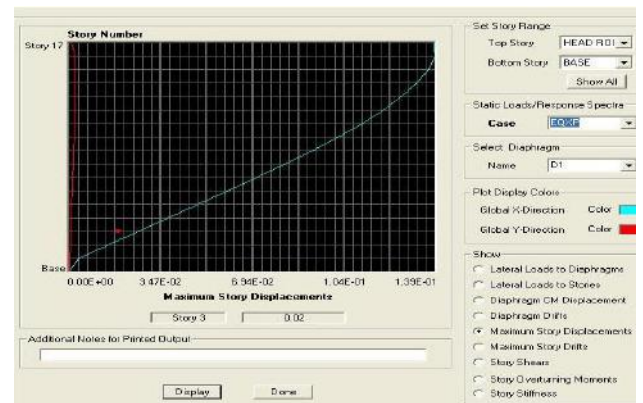 Set Story Range
Story Number
Top Story HEAD ROI
Story 17
Bottom Story BASE
Show All
Static Loads/Response Spectra
Case EQXP
Select Diaphragm
Name D1
Plot Display Colors
Global X-Direction Color
Global Y-Direction Color
Show
Base
Lateral Loads to Diaphragms
0.00E+00 3.47E-02 6.94E-02 1.04E-01 1.39E-01
Lateral Loads to Stories
Maximum Story Displacements
Diaphragm CM Displacement
Story 3 0.02
Diaphragm Drifts
Maximum Story Displacements
Additional Notes for Printed Output
Maximum Story Drifts
Story Shears
Display Done
Story Overturning Moments
Story Stiffness